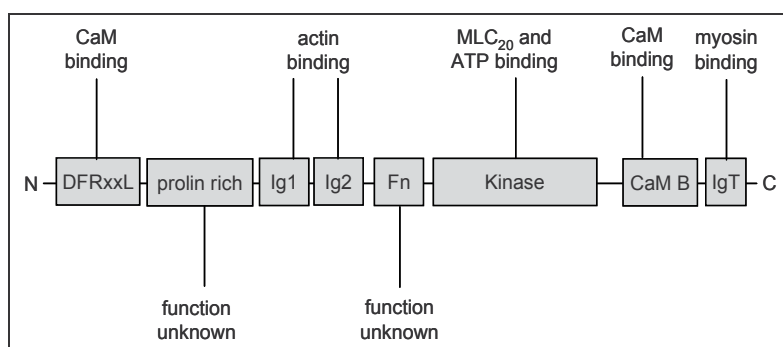 CaM
binding
actin
binding
MLC20 and
ATP binding
CaM
binding
myosin
binding
N
DFRxxL
prolin rich
Ig1
Ig2
Fn
Kinase
CaM B
IgT
C
function
unknown
function
unknown